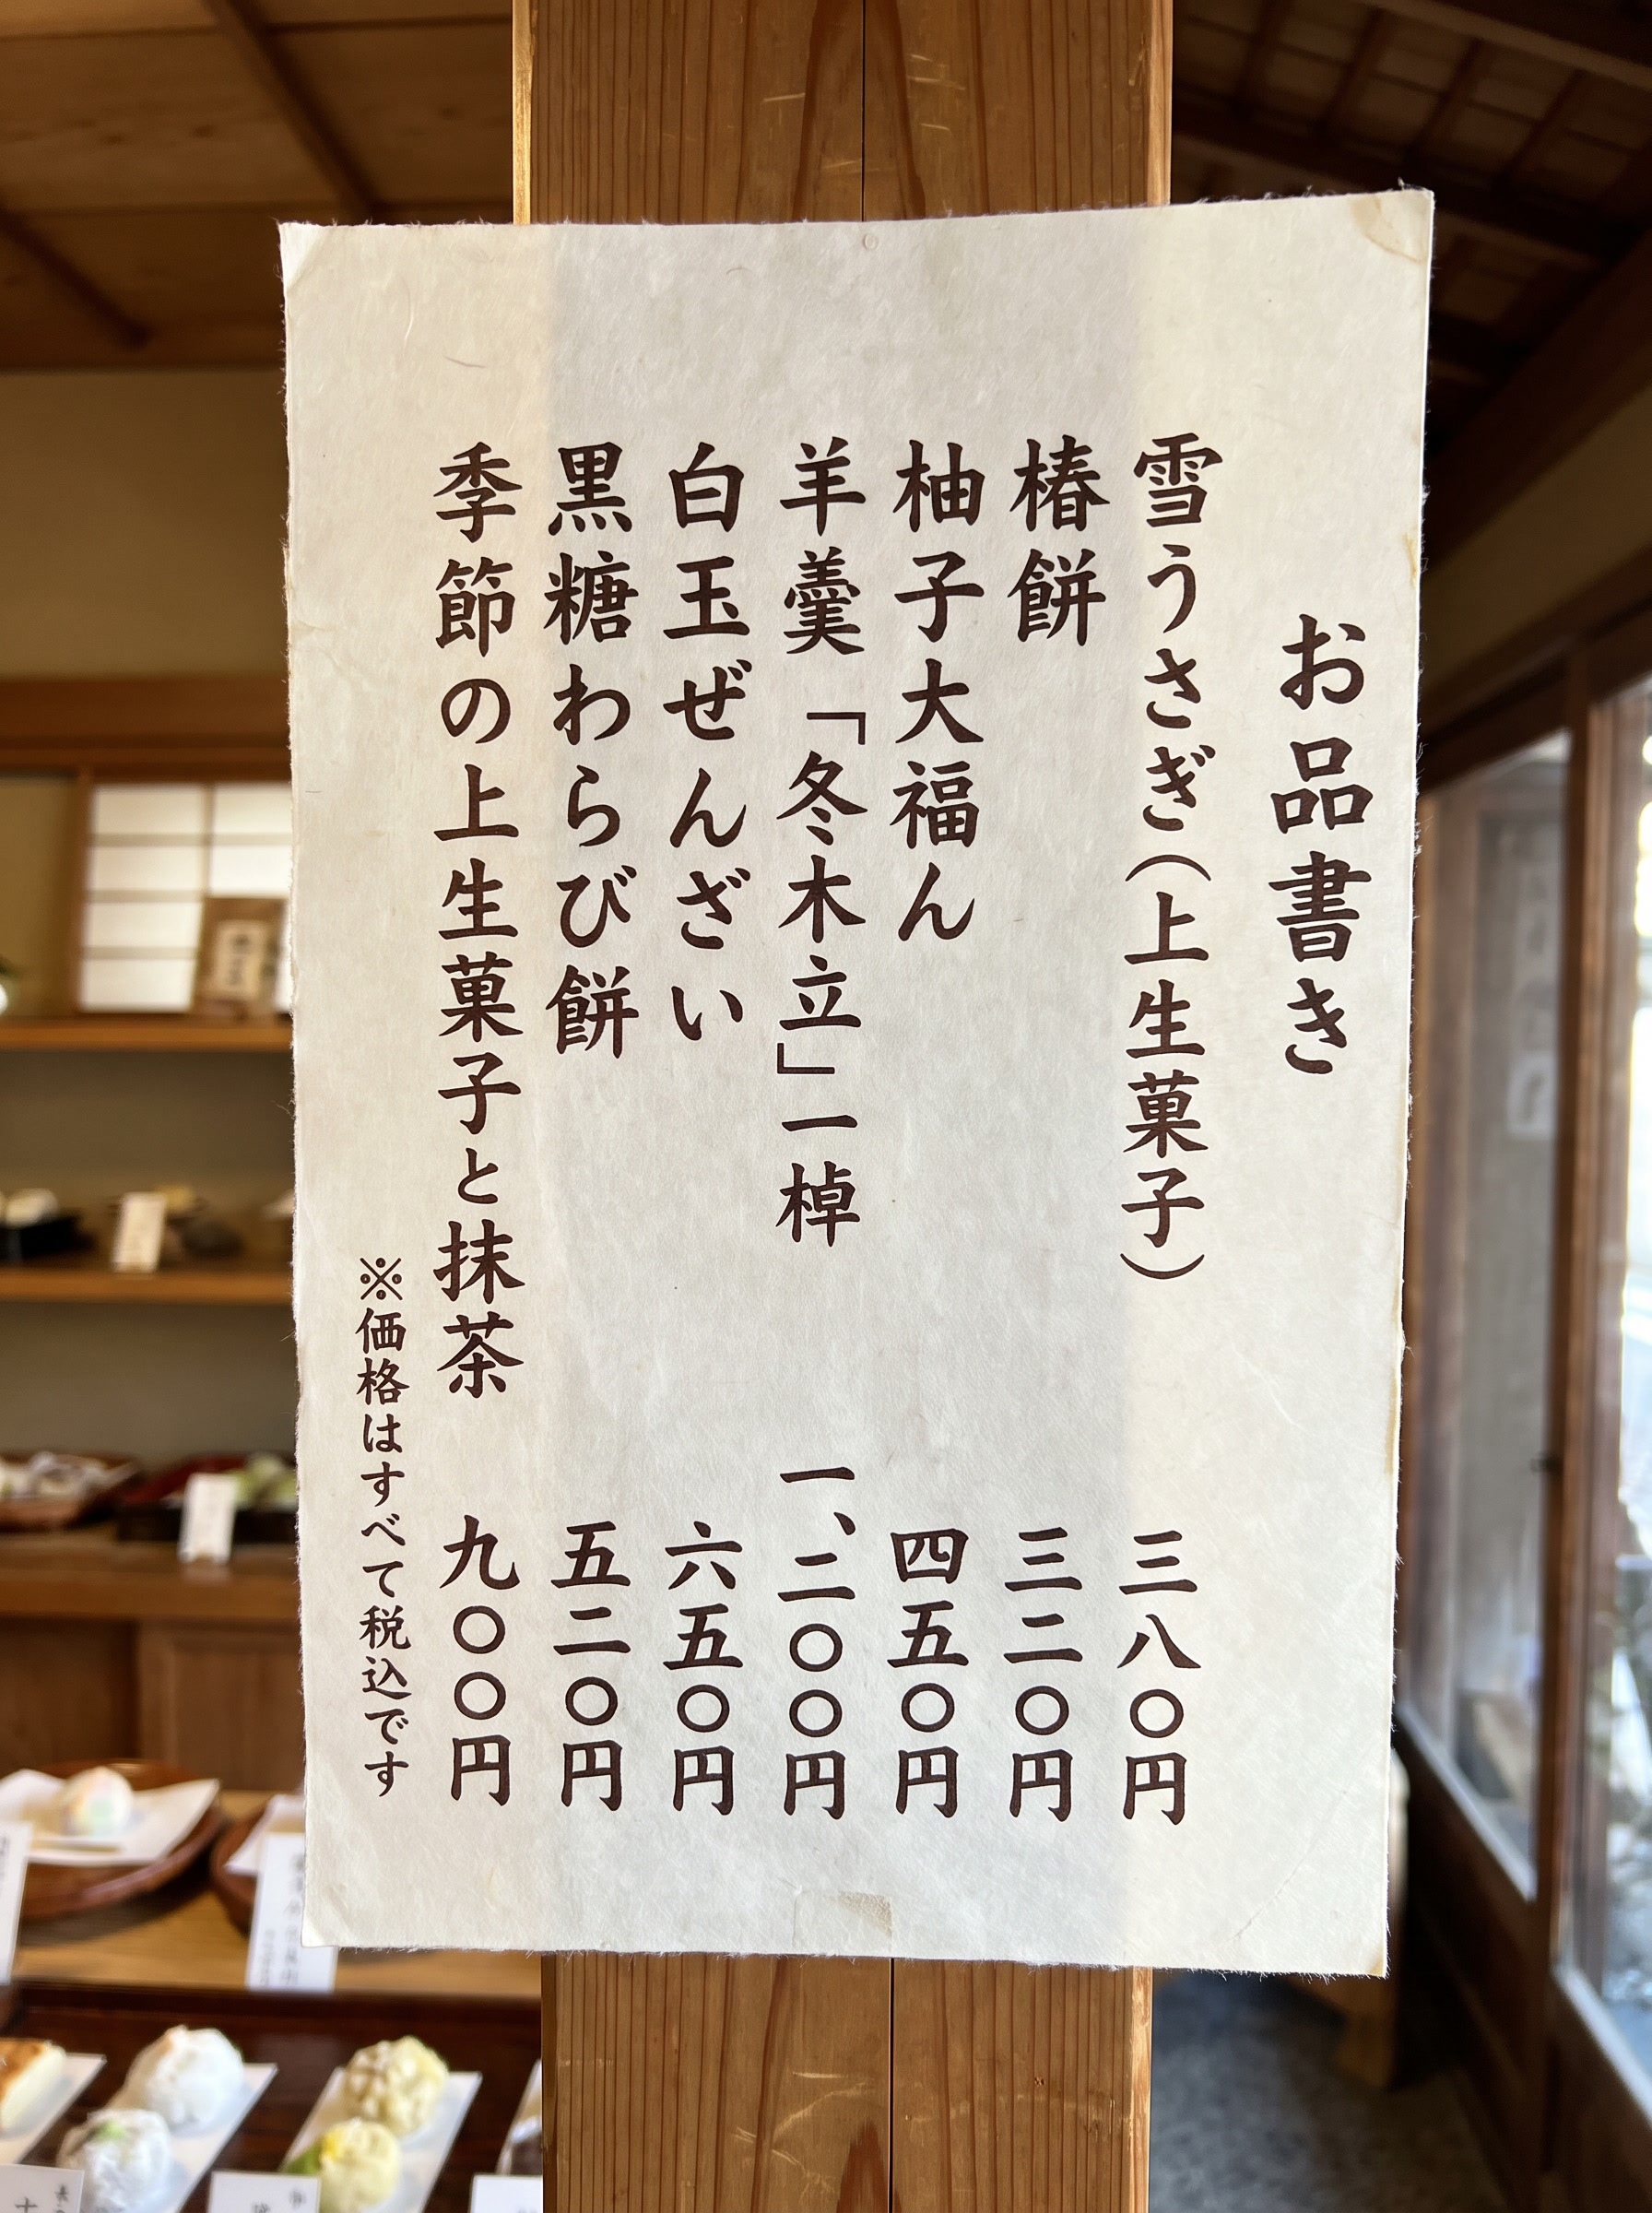 お品書き
雪うさぎ（上生菓子） 三八〇円
椿餅 三二〇円
柚子大福ん 四五〇円
羊羹「冬木立」一棹 一、二〇〇円
白玉ぜんざい 六五〇円
黒糖わらび餅 五二〇円
季節の上生菓子と抹茶 九〇〇円
※価格はすべて税込です